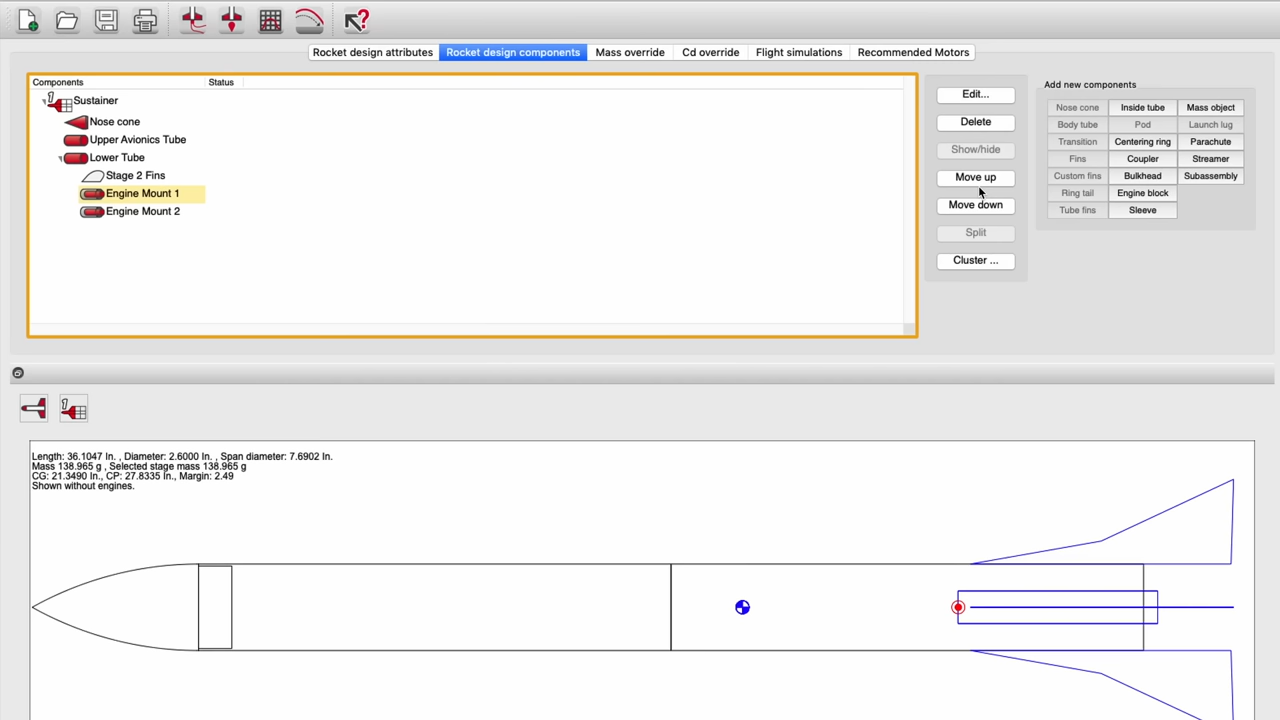 Rocket design attributes Rocket design components Mass override Cd override Flight simulations Recommended Motors
Components Status
1 Sustainer
Nose cone
Upper Avionics Tube
Lower Tube
Stage 2 Fins
Engine Mount 1
Engine Mount 2
Edit...
Delete
Show/hide
Move up
Move down
Split
Cluster ...
Add new components
Nose cone Inside tube Mass object
Body tube Pod Launch lug
Transition Centering ring Parachute
Fins Coupler Streamer
Custom fins Bulkhead Subassembly
Ring tail Engine block
Tube fins Sleeve
1
Length: 36.1047 In. , Diameter: 2.6000 In. , Span diameter: 7.6902 In.
Mass 138.965 g , Selected stage mass 138.965 g
CG: 21.3490 In., CP: 27.8335 In., Margin: 2.49
Shown without engines.